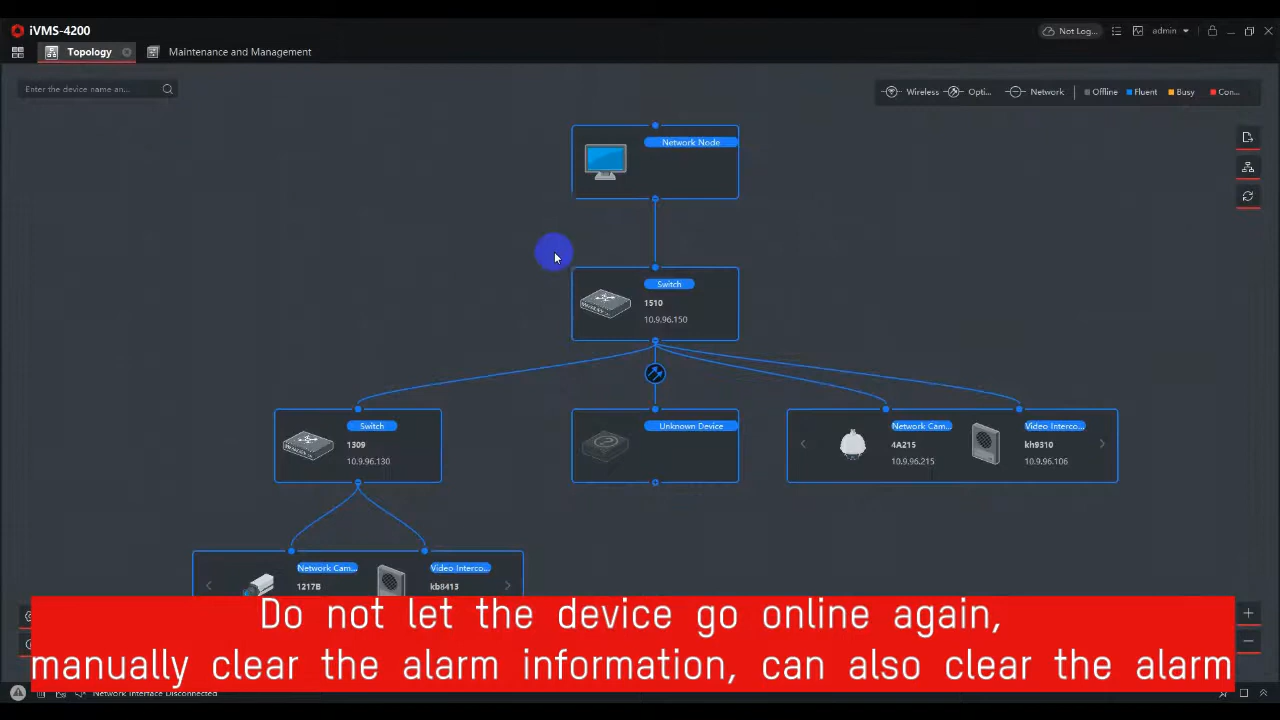 iVMS-4200
Not Log...
admin
Topology
Maintenance and Management
Enter the device name an...
Wireless
Opti...
Network
Offline
Fluent
Busy
Con...
Network Node
Switch
1510
10.9.96.150
Switch
1309
10.9.96.130
Unknown Device
Network Cam...
4A215
10.9.96.215
Video Interco...
kh9310
10.9.96.106
Network Cam...
1217B
Video Interco...
kb8413
Do not let the device go online again,
manually clear the alarm information, can also clear the alarm
Network Interface Disconnected